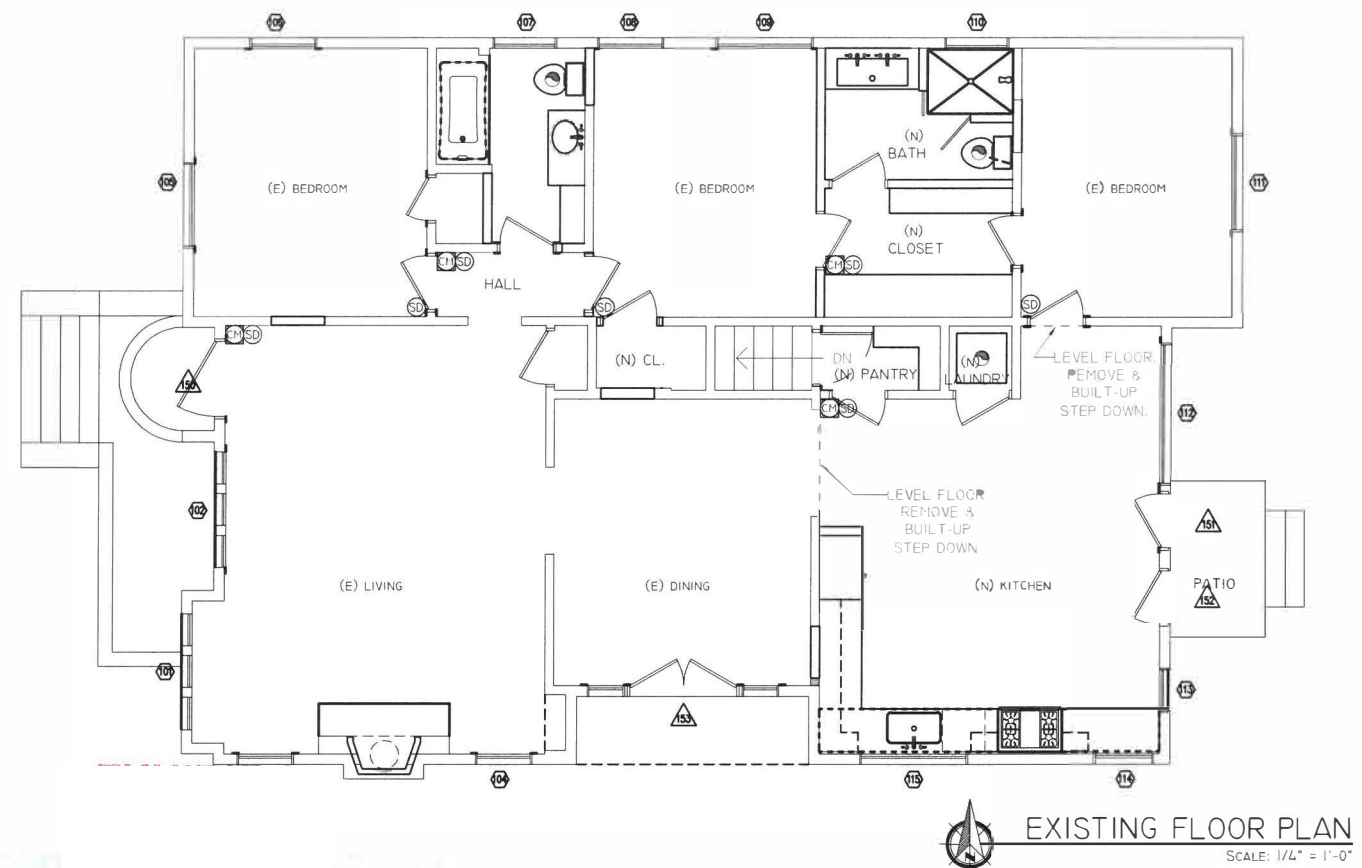 106
107
108
109
110
(N)
BATH
105
(E) BEDROOM
(E) BEDROOM
(E) BEDROOM
111
(N)
CLOSET
CM SD
CM SD
HALL
SD
SD
SD
CM SD
150
(N) CL.
DN
(N) PANTRY
(N)
LAUNDRY
LEVEL FLOOR.
REMOVE &
BUILT-UP
STEP DOWN.
CM SD
112
102
LEVEL FLOOR
REMOVE &
BUILT-UP
STEP DOWN
151
(E) LIVING
(E) DINING
(N) KITCHEN
PATIO
152
101
113
153
104
115
114
N
EXISTING FLOOR PLAN
SCALE: 1/4" = 1'-0"